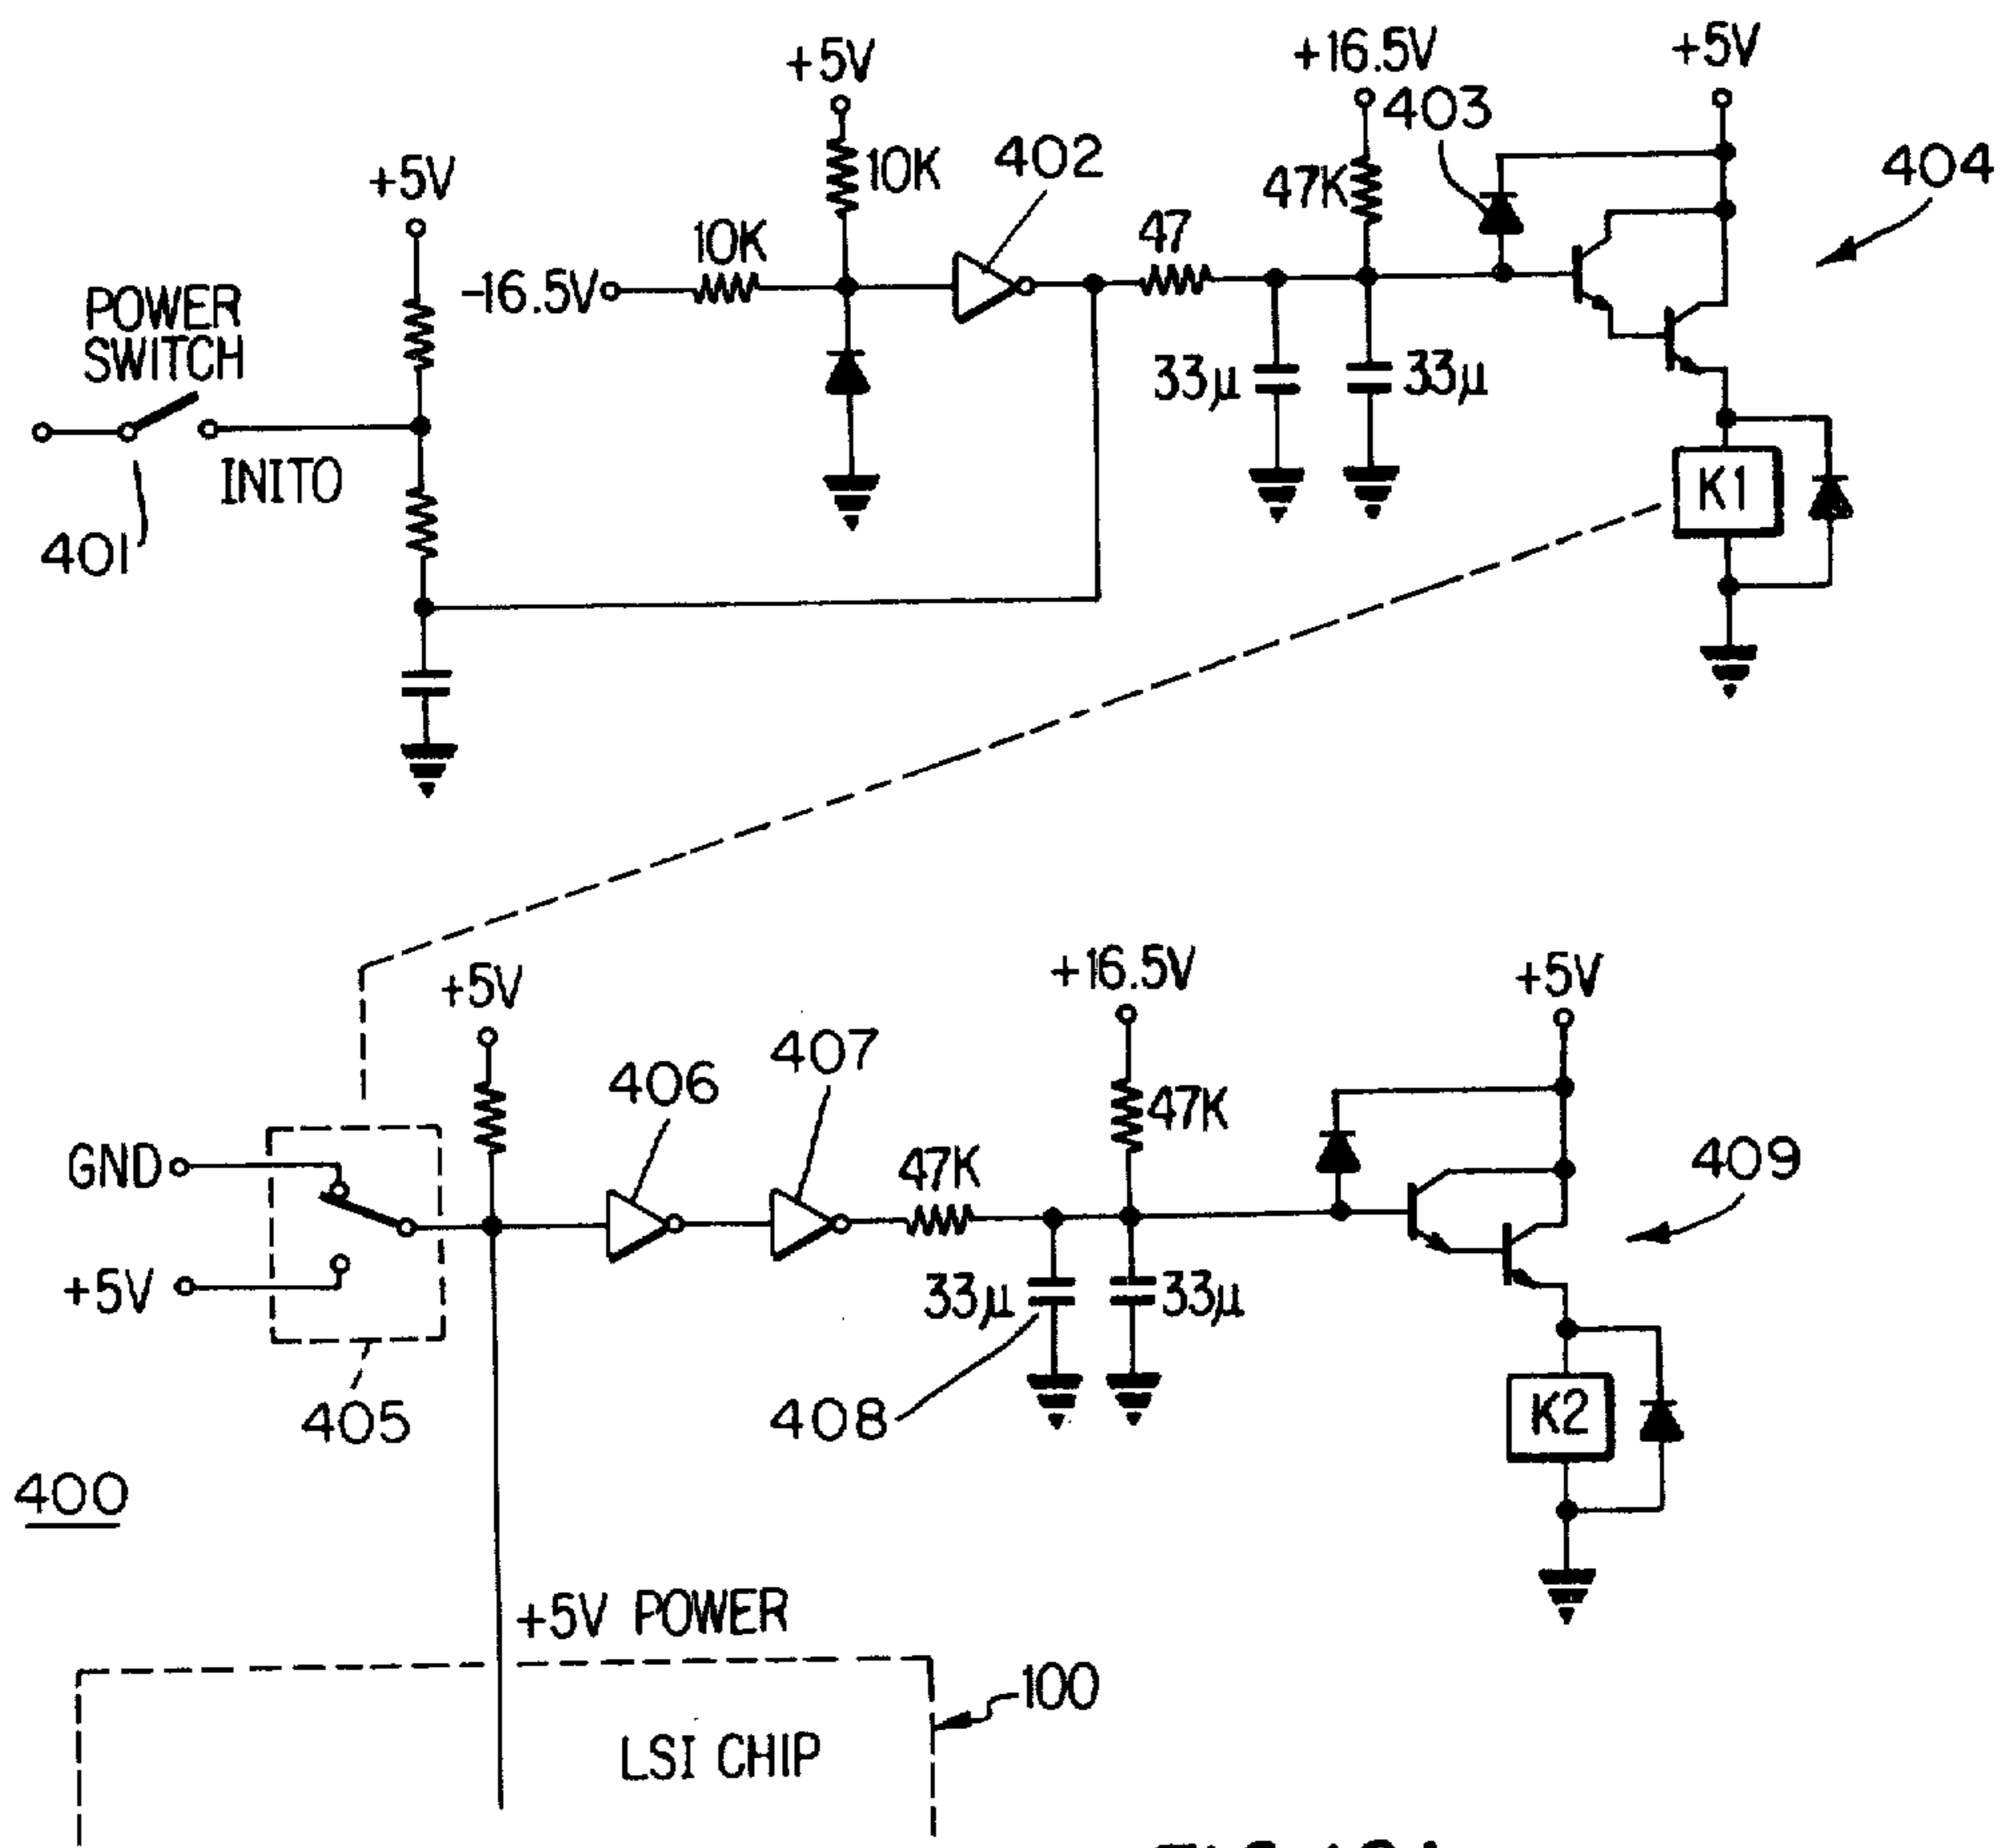 +5V
+16.5V
+5V
403
402
404
+5V
10K
47K
10K
47
-16.5V
POWER
SWITCH
33μ
33μ
INITO
K1
401
+5V
+16.5V
+5V
407
406
47K
409
GND
47K
+5V
33μ
33μ
405
408
K2
400
+5V POWER
100
LSI CHIP